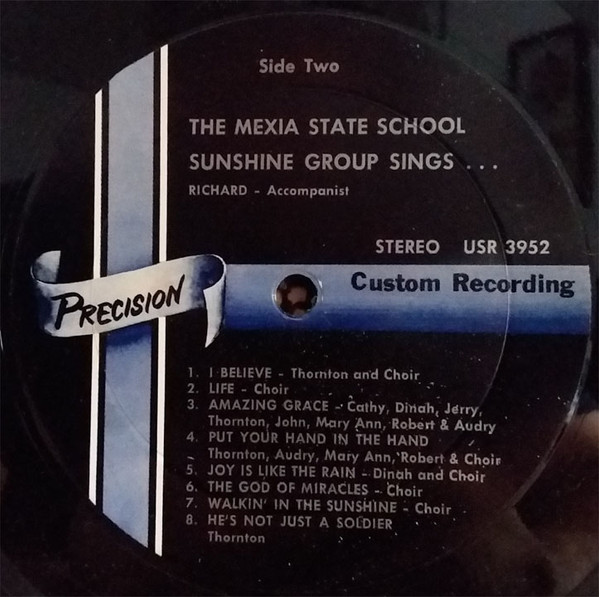 Side Two
THE MEXIA STATE SCHOOL
SUNSHINE GROUP SINGS . . .
RICHARD - Accompanist
STEREO USR 3952
Custom Recording
PRECISION
1. I BELIEVE - Thornton and Choir
2. LIFE - Choir
3. AMAZING GRACE - Cathy, Dinah, Jerry,
Thornton, John, Mary Ann, Robert & Audry
4. PUT YOUR HAND IN THE HAND
Thornton, Audry, Mary Ann, Robert & Choir
5. JOY IS LIKE THE RAIN - Dinah and Choir
6. THE GOD OF MIRACLES - Choir
7. WALKIN' IN THE SUNSHINE - Choir
8. HE'S NOT JUST A SOLDIER
Thornton